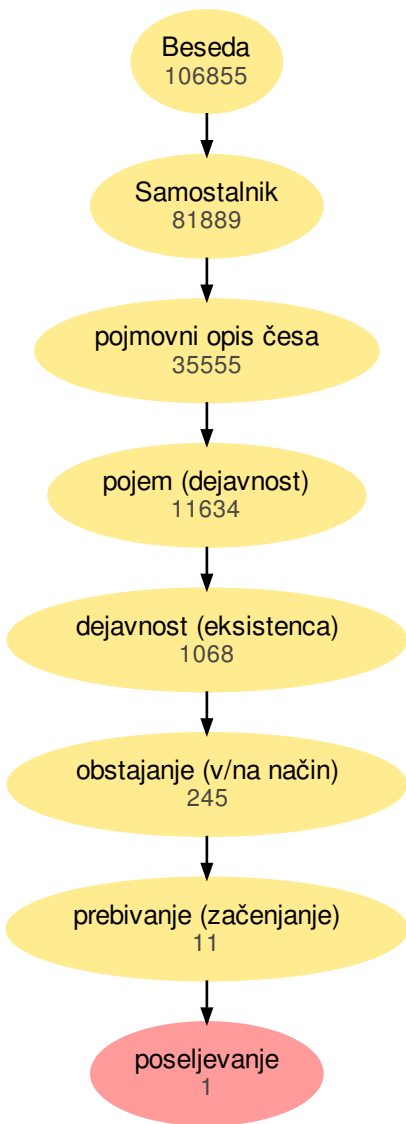 Beseda
106855
Samostalnik
81889
pojmovni opis česa
35555
pojem (dejavnost)
11634
dejavnost (eksistenca)
1068
obstajanje (v/na način)
245
prebivanje (začenjanje)
11
poseljevanje
1